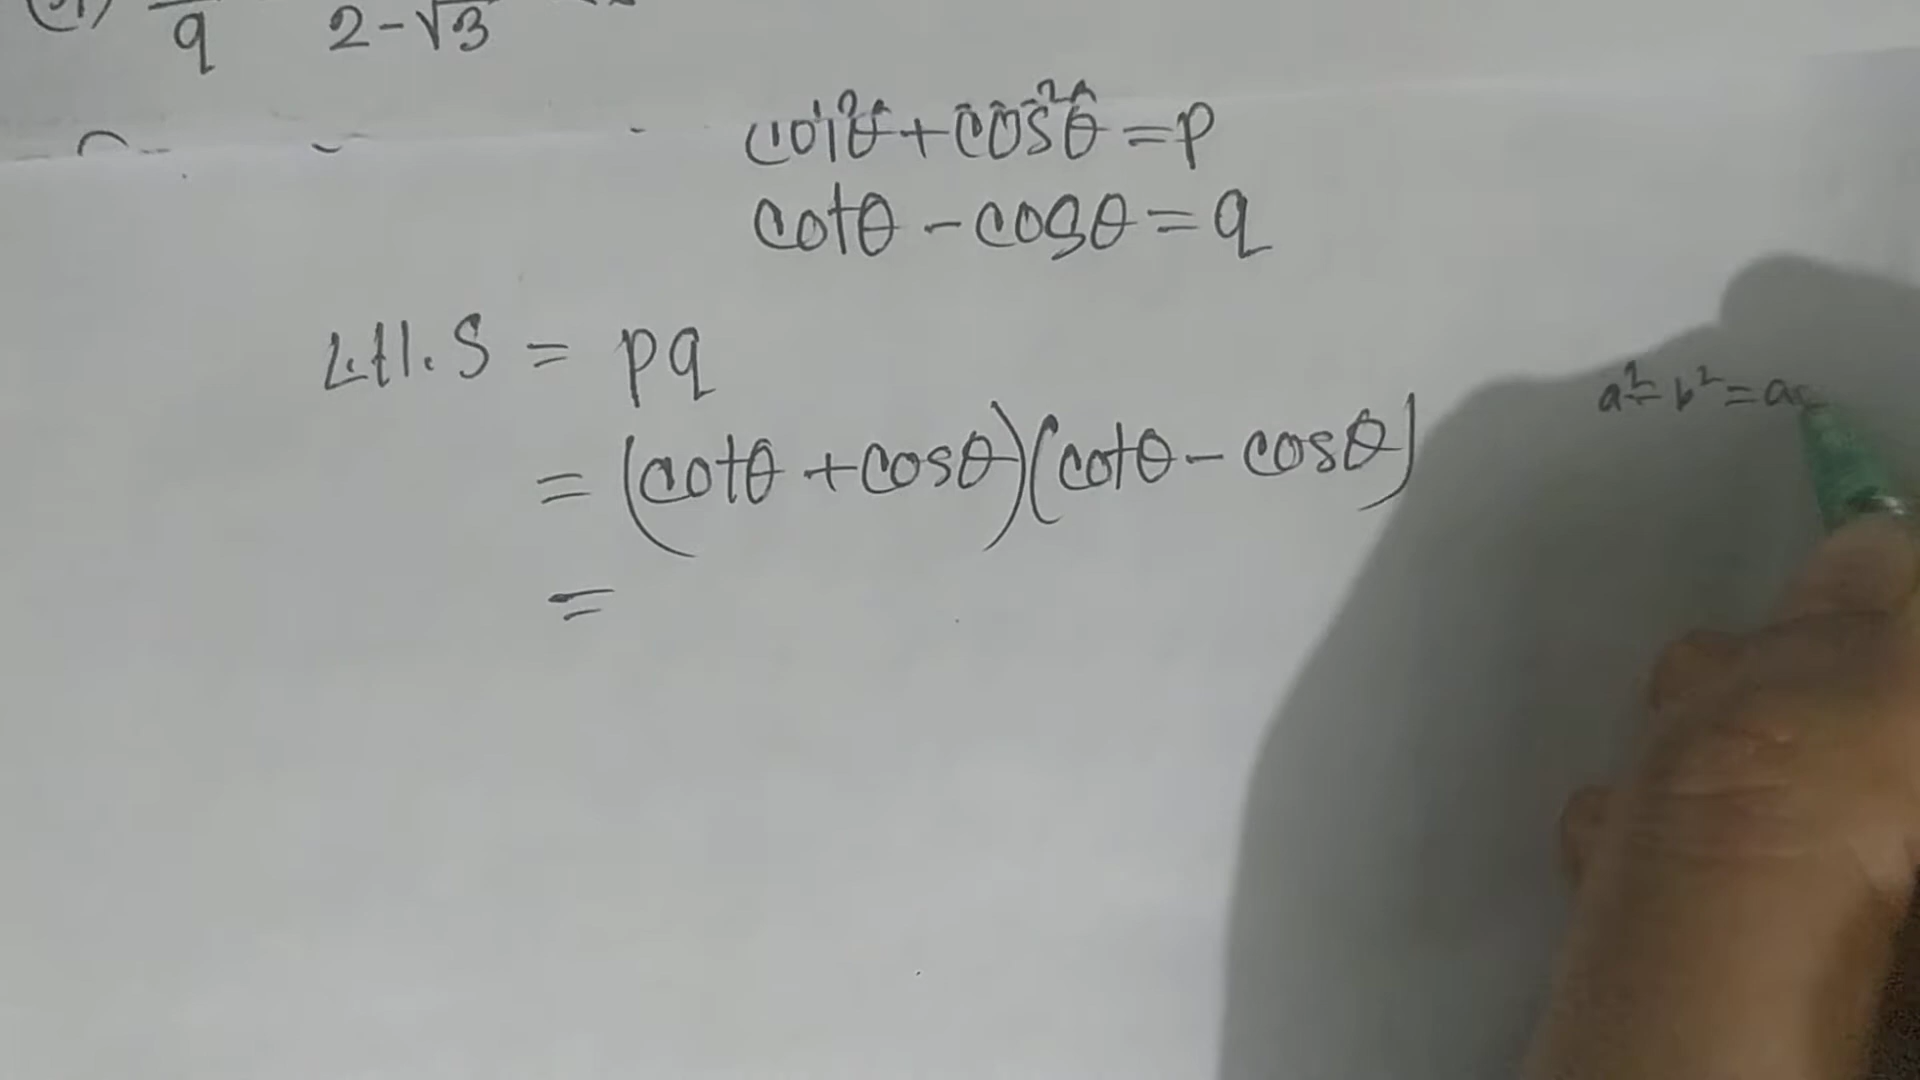 q 2-√3
cot²θ + cos²θ = p
cotθ - cosθ = q
L.H.S = pq
a² - b² = a
= (cotθ + cosθ)(cotθ - cosθ)
=